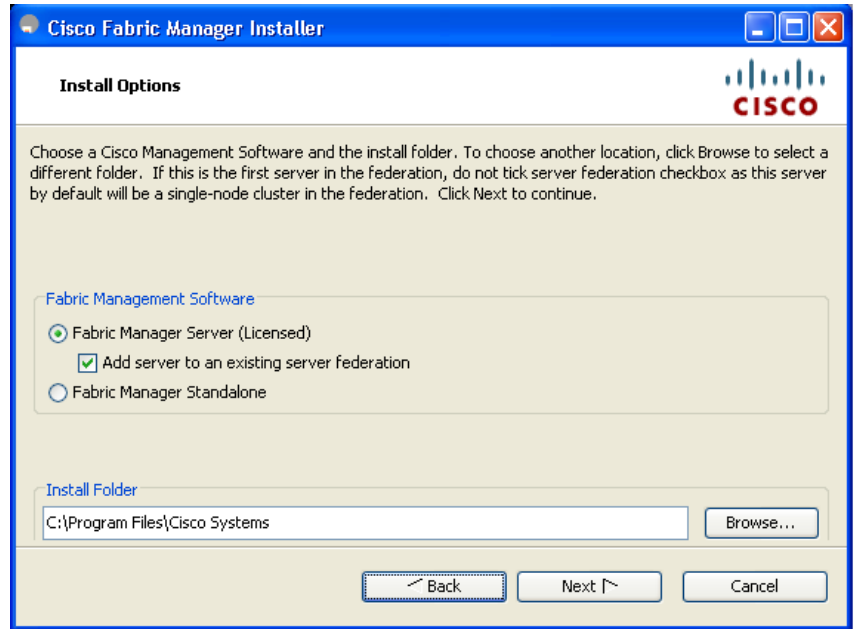 Cisco Fabric Manager Installer
Install Options
CISCO
Choose a Cisco Management Software and the install folder. To choose another location, click Browse to select a
different folder. If this is the first server in the federation, do not tick server federation checkbox as this server
by default will be a single-node cluster in the federation. Click Next to continue.
Fabric Management Software
Fabric Manager Server (Licensed)
Add server to an existing server federation
Fabric Manager Standalone
Install Folder
C:\Program Files\Cisco Systems
Browse...
Back
Next
Cancel